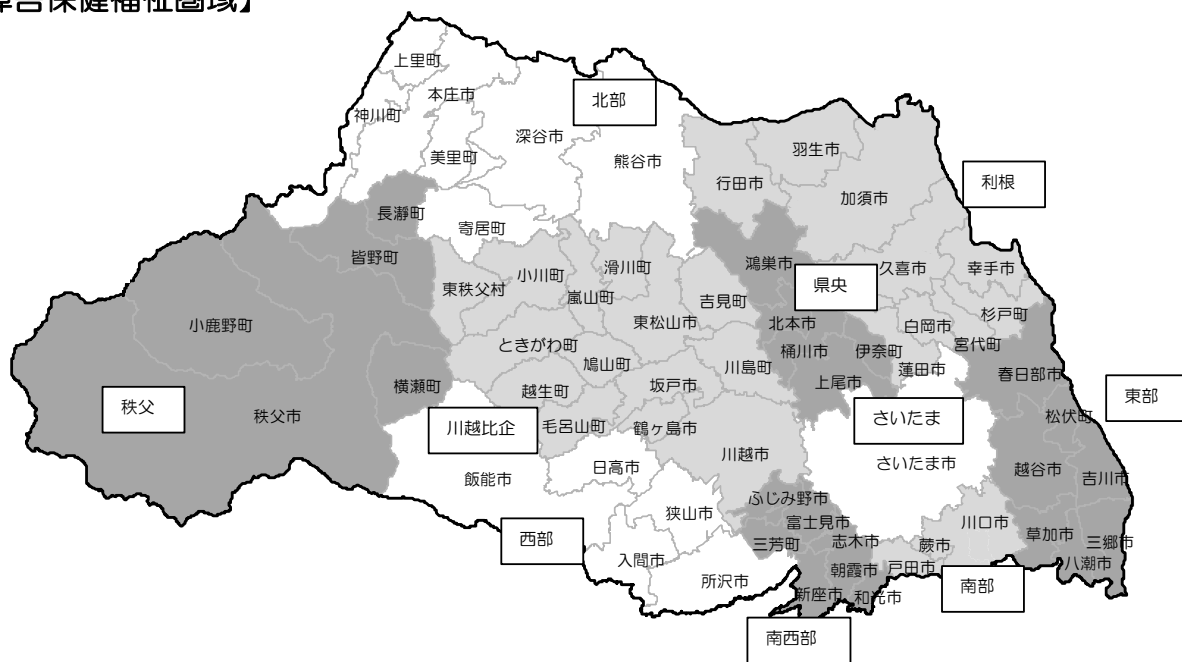 障害保健福祉圏域】
上里町
本庄市
神川町
北部
深谷市
美里町
熊谷市
羽生市
行田市
加須市
利根
長瀞町
寄居町
皆野町
鴻巣市
県央
久喜市
幸手市
東秩父村
小川町
滑川町
嵐山町
吉見町
杉戸町
小鹿野町
東松山市
北本市
白岡市
宮代町
ときがわ町
桶川市
伊奈町
鳩山町
川島町
蓮田市
春日部市
横瀬町
越生町
坂戸市
上尾市
東部
秩父
秩父市
川越比企
毛呂山町
鶴ヶ島市
さいたま
松伏町
川越市
さいたま市
飯能市
日高市
越谷市
吉川市
ふじみ野市
狭山市
富士見市
川口市
西部
三芳町
志木市
蕨市
草加市
三郷市
入間市
朝霞市
戸田市
八潮市
所沢市
新座市
和光市
南部
南西部